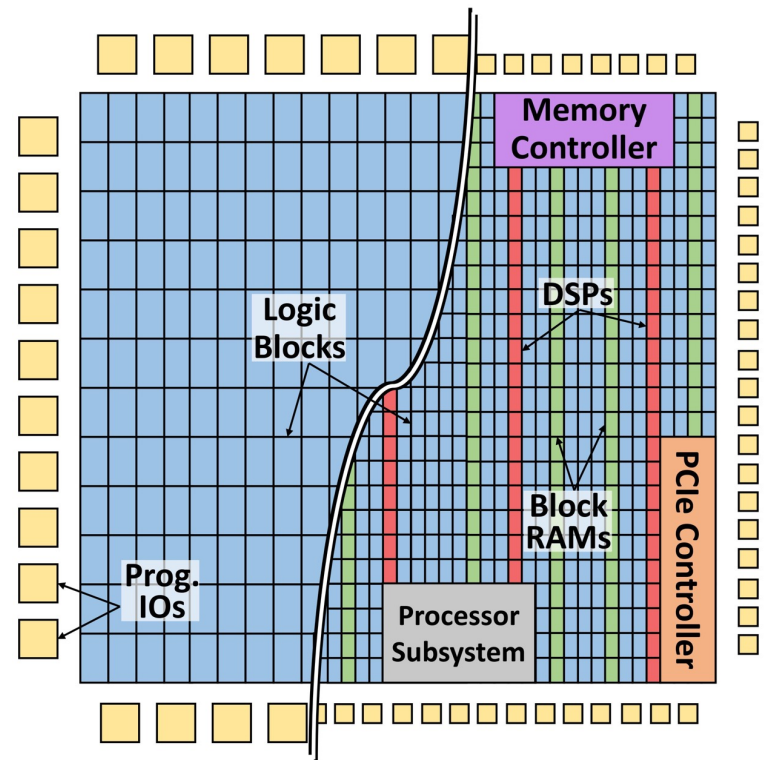 Memory
Controller
DSPs
Logic
Blocks
Block
RAMs
PCIe Controller
Prog.
IOs
Processor
Subsystem